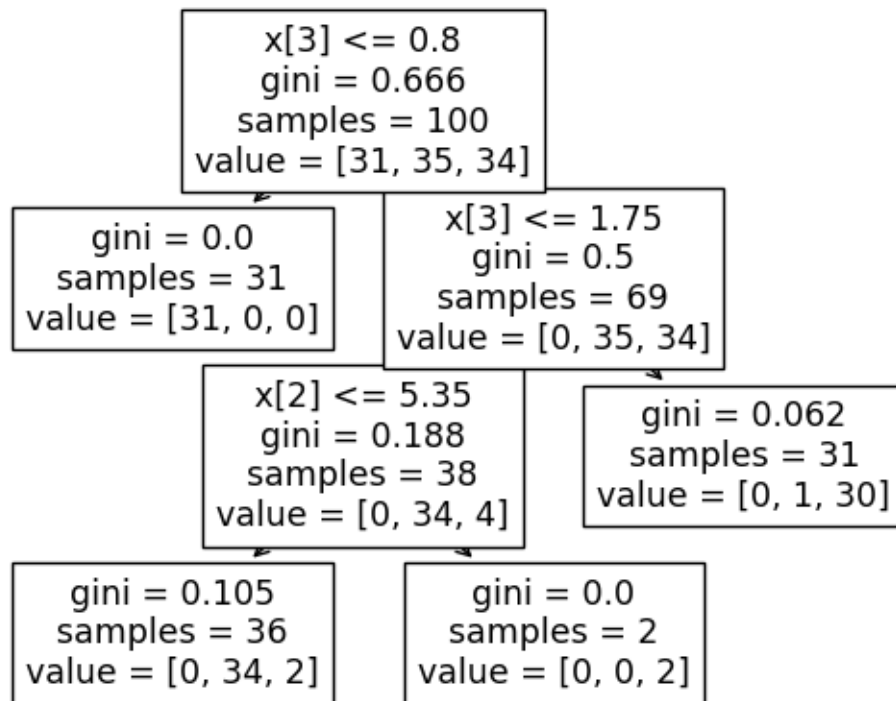 x[3] <= 0.8
gini = 0.666
samples = 100
value = [31, 35, 34]
gini = 0.0
samples = 31
value = [31, 0, 0]
x[3] <= 1.75
gini = 0.5
samples = 69
value = [0, 35, 34]
x[2] <= 5.35
gini = 0.188
samples = 38
value = [0, 34, 4]
gini = 0.062
samples = 31
value = [0, 1, 30]
gini = 0.105
samples = 36
value = [0, 34, 2]
gini = 0.0
samples = 2
value = [0, 0, 2]